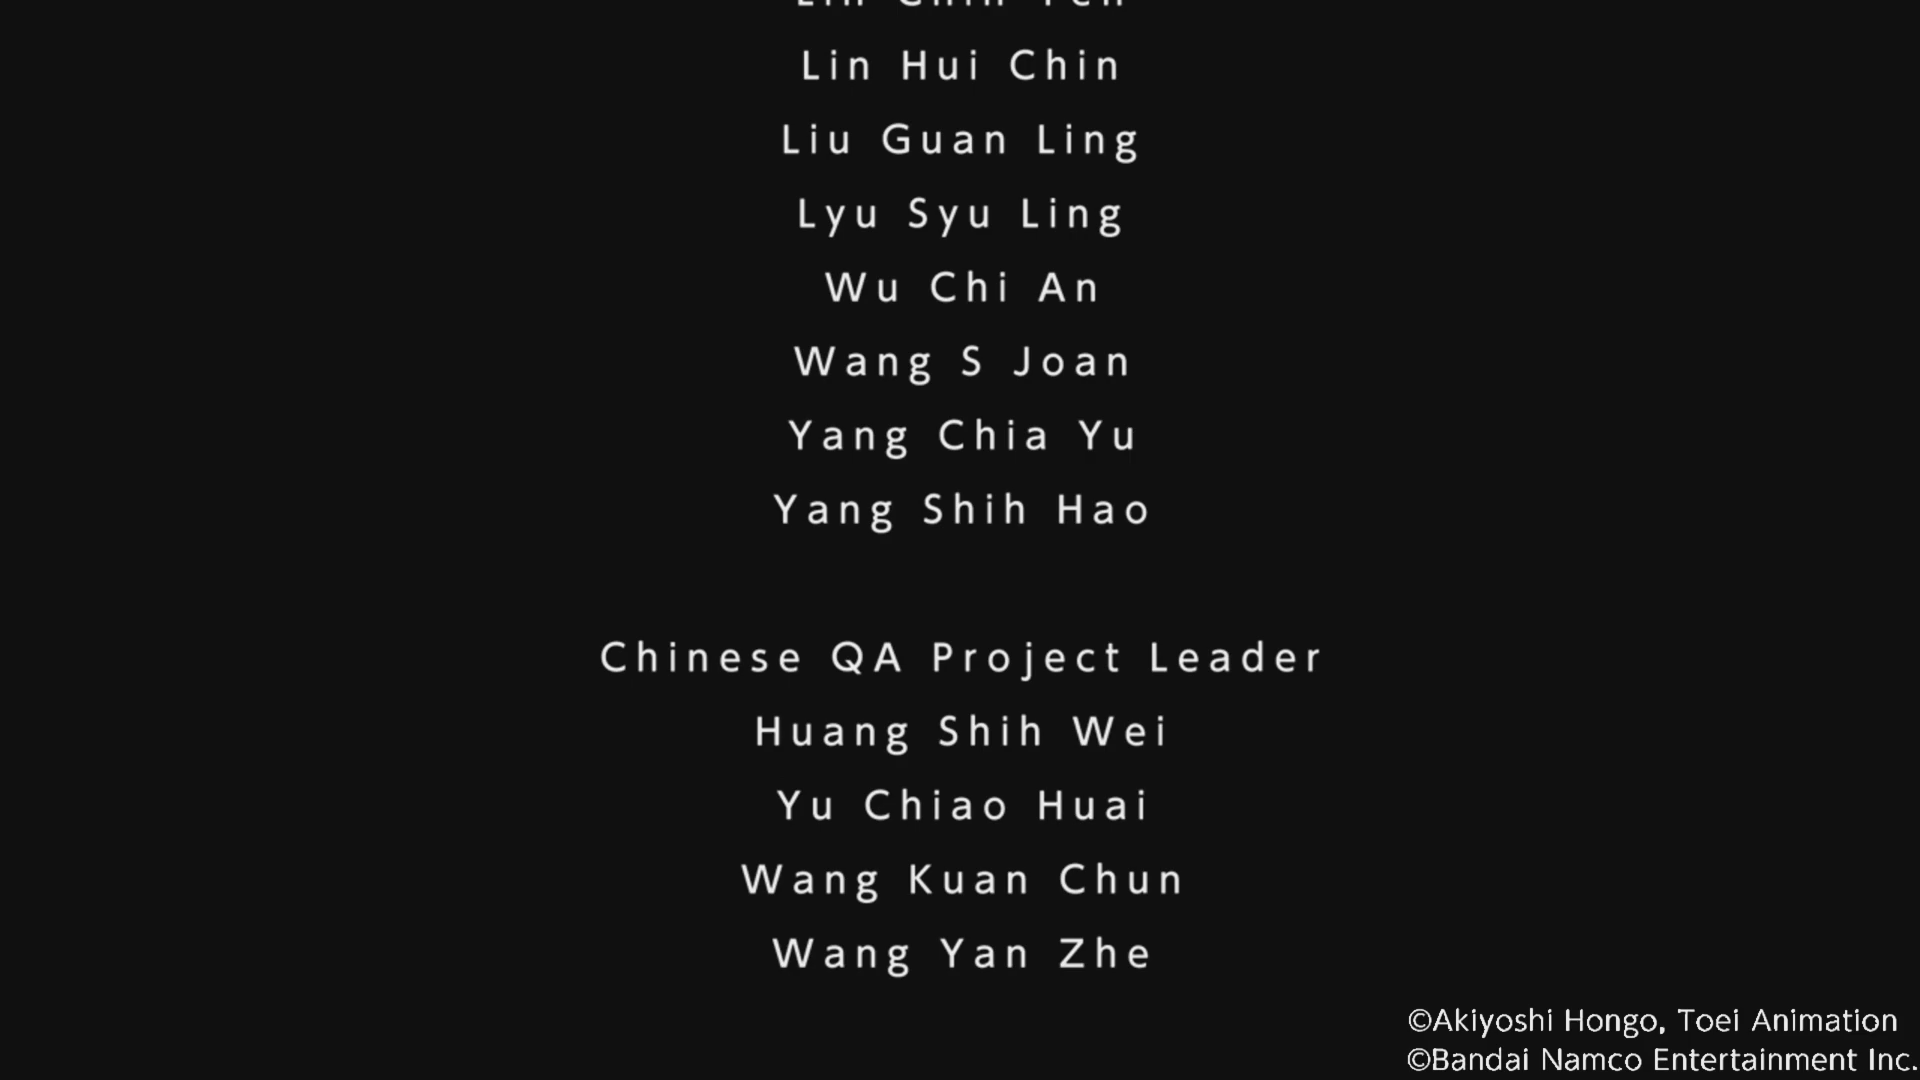 Lin Hui Chin
Liu Guan Ling
Lyu Syu Ling
Wu Chi An
Wang S Joan
Yang Chia Yu
Yang Shih Hao
Chinese QA Project Leader
Huang Shih Wei
Yu Chiao Huai
Wang Kuan Chun
Wang Yan Zhe
©Akiyoshi Hongo, Toei Animation
©Bandai Namco Entertainment Inc.